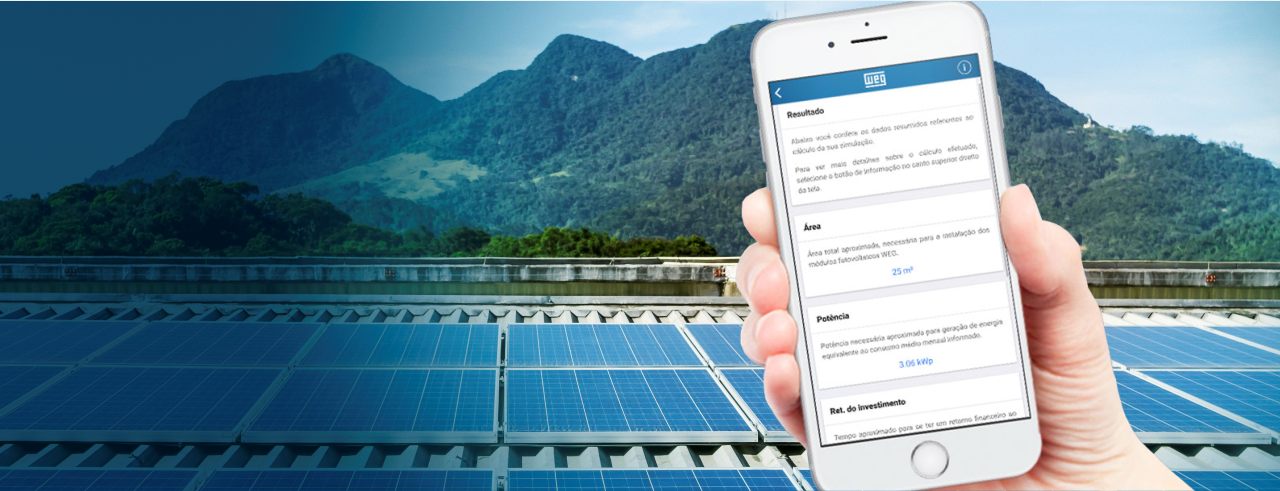 weg
Resultado
Abaixo você confere os dados resumidos referentes ao
cálculo da sua simulação.
Para ver mais detalhes sobre o cálculo efetuado,
selecione o botão de informação no canto superior direito
da tela.
Área
Área total aproximada, necessária para a instalação dos
módulos fotovoltaicos WEG.
25 m²
Potência
Potência necessária aproximada para geração de energia
equivalente ao consumo médio mensal informado.
3.06 kWp
Ret. do investimento
Tempo aproximado para se ter um retorno financeiro ao